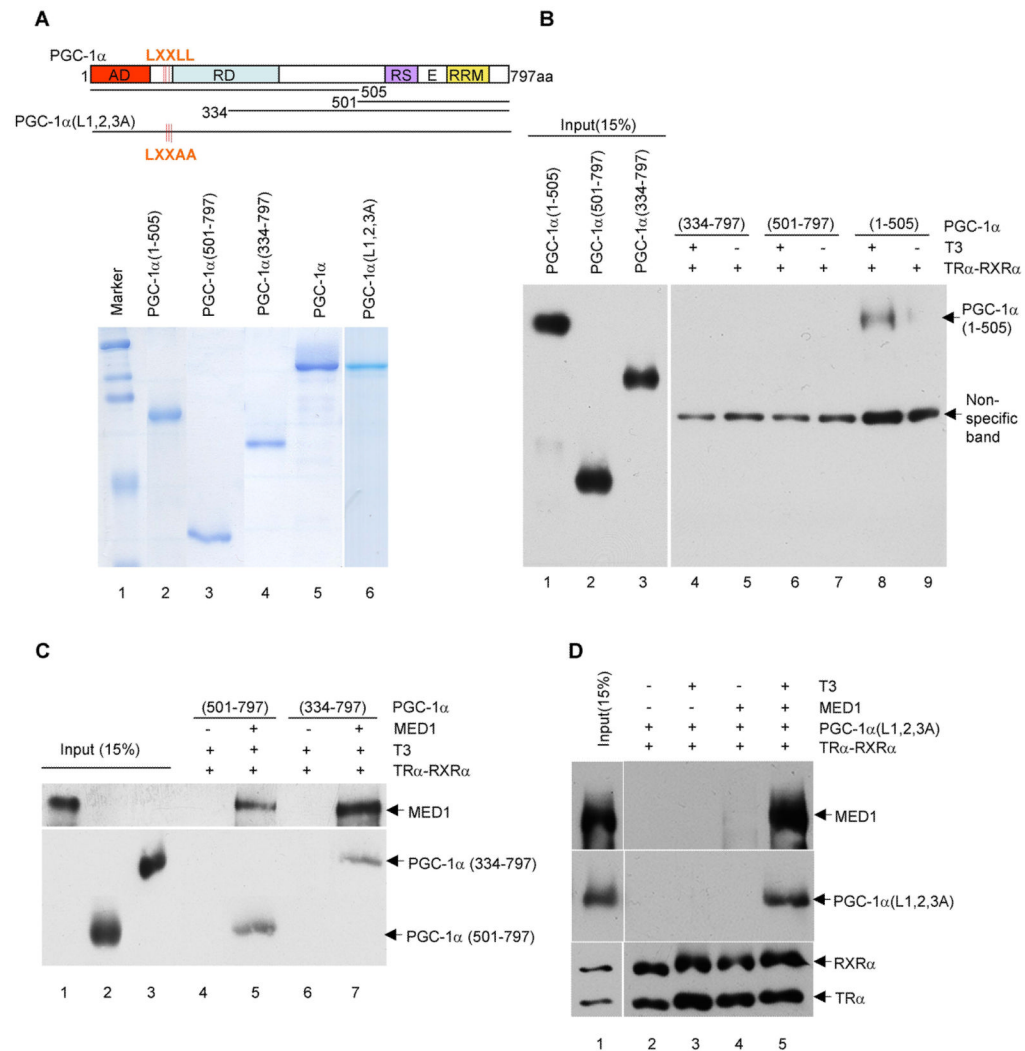 A
PGC-1α LXXLL
1 AD RD RS E RRM 797aa
505
501
334
PGC-1α(L1,2,3A)
LXXAA
Marker
PGC-1α(1-505)
PGC-1α(501-797)
PGC-1α(334-797)
PGC-1α
PGC-1α(L1,2,3A)
1 2 3 4 5 6
B
Input(15%)
PGC-1α(1-505)
PGC-1α(501-797)
PGC-1α(334-797)
(334-797) (501-797) (1-505) PGC-1α
+ - + - + - T3
+ + + + + + TRα-RXRα
PGC-1α
(1-505)
Non-
specific
band
1 2 3 4 5 6 7 8 9
C
(501-797) (334-797) PGC-1α
- + - + MED1
Input (15%) + + + + T3
+ + + + TRα-RXRα
MED1
PGC-1α (334-797)
PGC-1α (501-797)
1 2 3 4 5 6 7
D
Input(15%)
- + - + T3
- - + + MED1
+ + + + PGC-1α(L1,2,3A)
+ + + + TRα-RXRα
MED1
PGC-1α(L1,2,3A)
RXRα
TRα
1 2 3 4 5